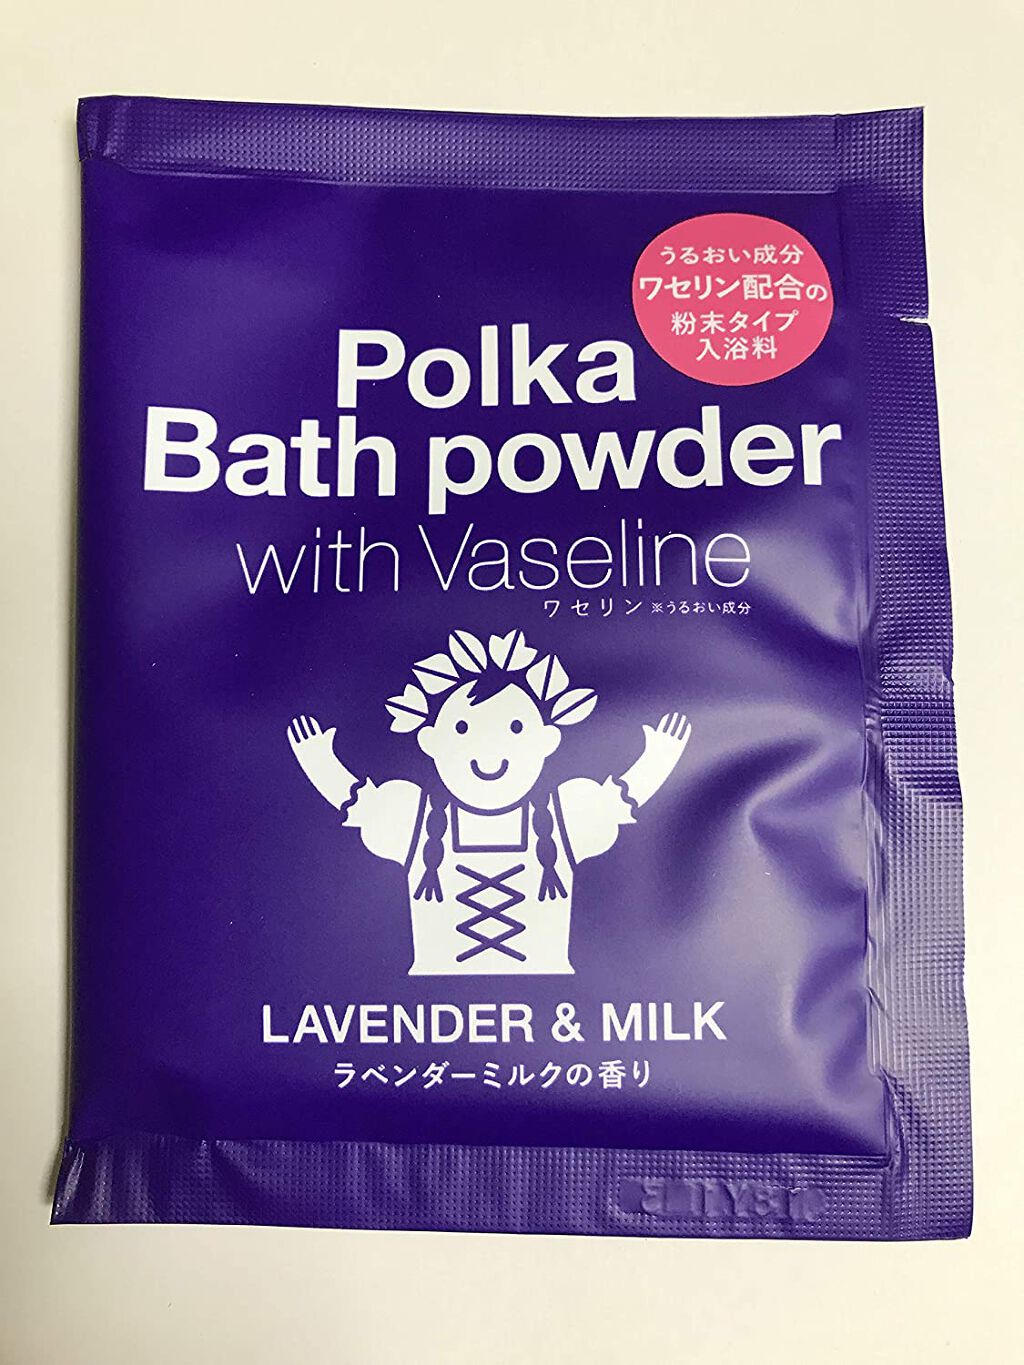 うるおい成分
ワセリン配合の
粉末タイプ
入浴料
Polka
Bath powder
with Vaseline
ワセリン ※うるおい成分
LAVENDER & MILK
ラベンダーミルクの香り